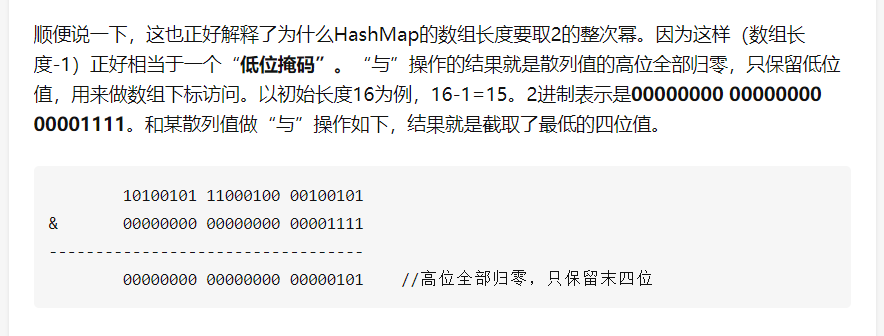 顺便说一下，这也正好解释了为什么HashMap的数组长度要取2的整次幂。因为这样（数组长
度-1）正好相当于一个“低位掩码”。“与”操作的结果就是散列值的高位全部归零，只保留低位
值，用来做数组下标访问。以初始长度16为例，16-1=15。2进制表示是00000000 00000000
00001111。和某散列值做“与”操作如下，结果就是截取了最低的四位值。
10100101 11000100 00100101
& 00000000 00000000 00001111
----------------------------------
00000000 00000000 00000101 //高位全部归零，只保留末四位